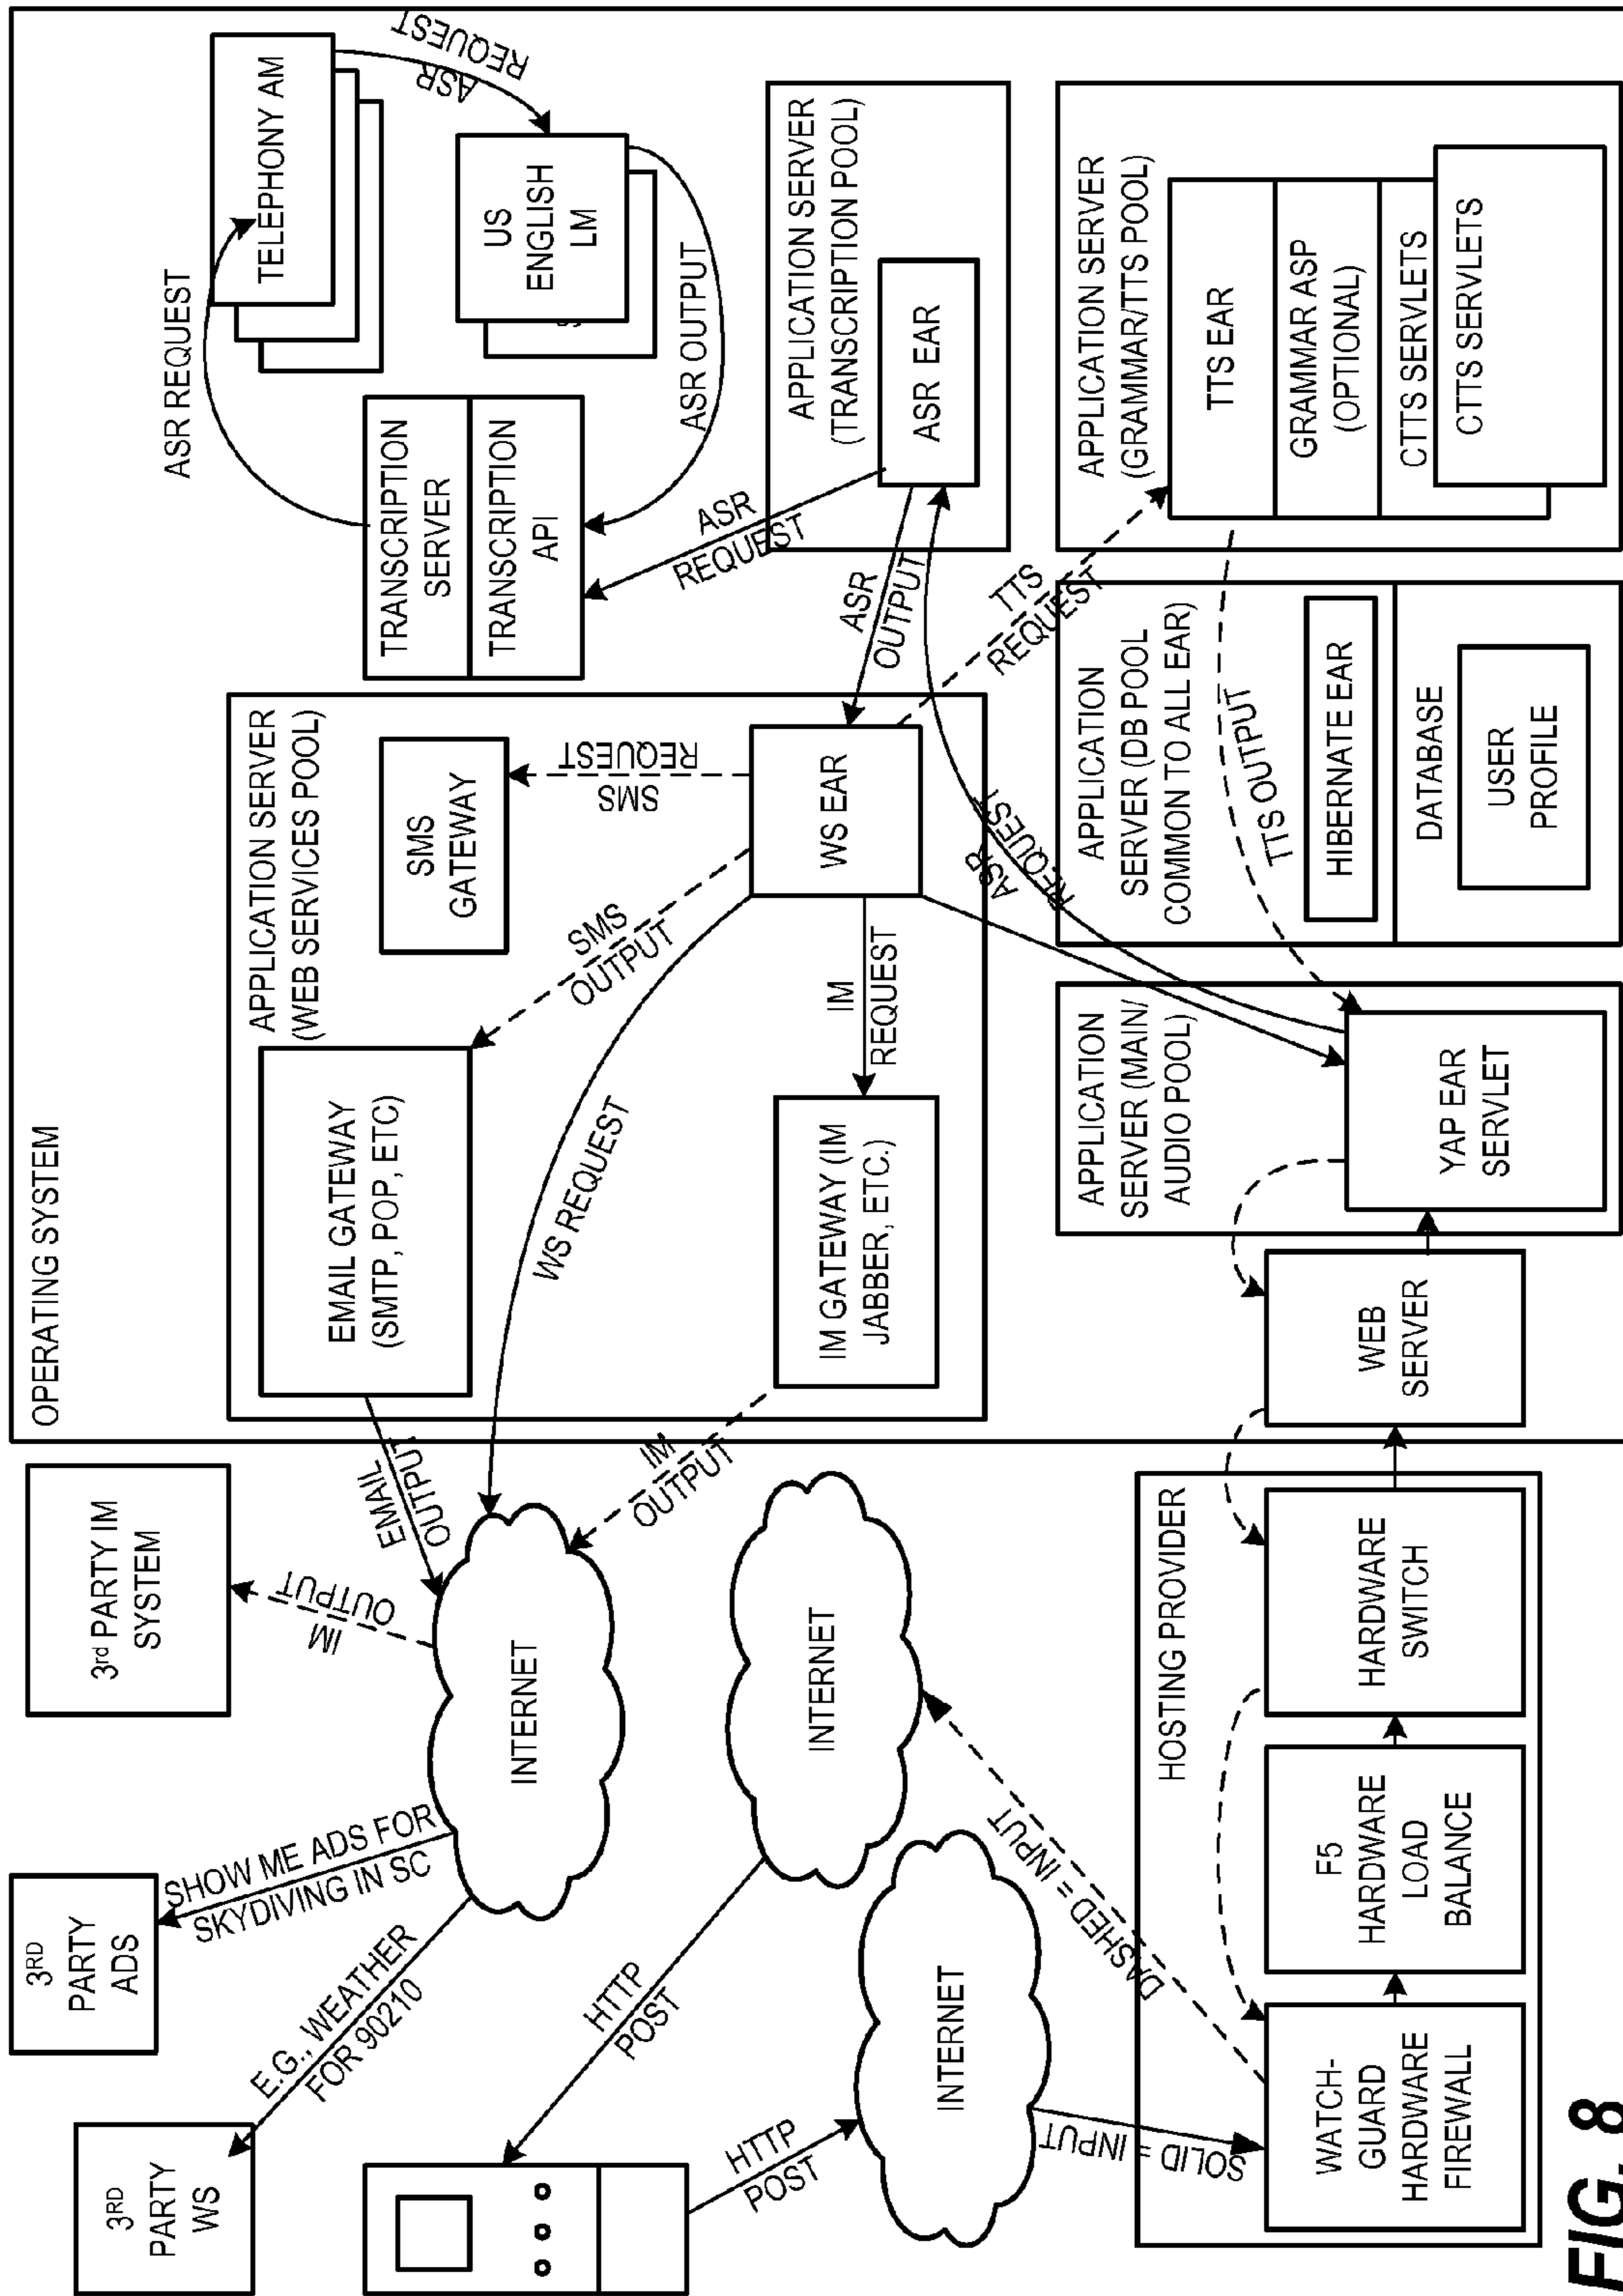 OPERATING SYSTEM
3RD
PARTY
WS
3RD
PARTY
ADS
3rd PARTY IM
SYSTEM
E.G., WEATHER
FOR 90210
SHOW ME ADS FOR
SKYDIVING IN SC
IM
OUTPUT
EMAIL
OUTPUT
INTERNET
HTTP
POST
INTERNET
HTTP
POST
INTERNET
IM
OUTPUT
DASHED = INPUT
SOLID = INPUT
HOSTING PROVIDER
WATCH-
GUARD
HARDWARE
FIREWALL
F5
HARDWARE
LOAD
BALANCE
HARDWARE
SWITCH
WEB
SERVER
APPLICATION SERVER
(WEB SERVICES POOL)
EMAIL GATEWAY
(SMTP, POP, ETC)
SMS
GATEWAY
SMS
OUTPUT
SMS
REQUEST
WS REQUEST
IM
REQUEST
IM GATEWAY (IM
JABBER, ETC.)
WS EAR
ASR REQUEST
TELEPHONY AM
ASR
REQUEST
TRANSCRIPTION
SERVER
TRANSCRIPTION
API
US
ENGLISH
LM
S
ASR OUTPUT
ASR
REQUEST
APPLICATION SERVER
(TRANSCRIPTION POOL)
ASR EAR
ASR
OUTPUT
TTS
REQUEST
ASR
REQUEST
APPLICATION
SERVER (MAIN/
AUDIO POOL)
YAP EAR
SERVLET
APPLICATION
SERVER (DB POOL
COMMON TO ALL EAR)
TTS OUTPUT
HIBERNATE EAR
DATABASE
USER
PROFILE
APPLICATION SERVER
(GRAMMAR/TTS POOL)
TTS EAR
GRAMMAR ASP
(OPTIONAL)
CTTS SERVLETS
CTTS SERVLETS
FIG. 8